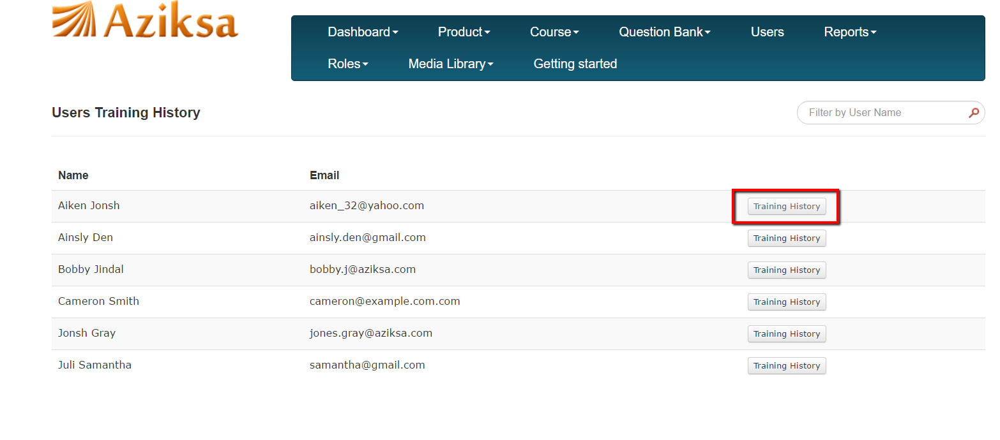 Aziksa
Dashboard Product Course Question Bank Users Reports
Roles Media Library Getting started
Users Training History
Filter by User Name
Name Email
Aiken Jonsh aiken_32@yahoo.com Training History
Ainsly Den ainsly.den@gmail.com Training History
Bobby Jindal bobby.j@aziksa.com Training History
Cameron Smith cameron@example.com.com Training History
Jonsh Gray jones.gray@aziksa.com Training History
Juli Samantha samantha@gmail.com Training History